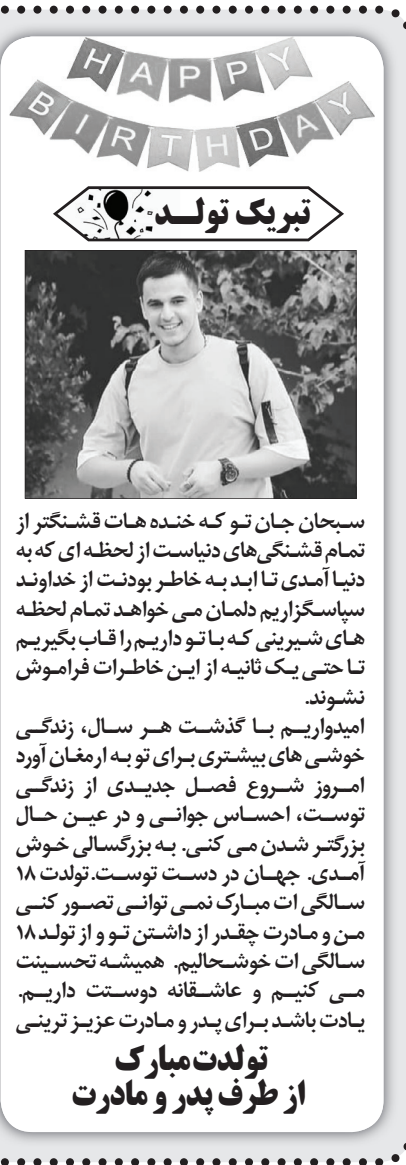 HAPPY
BIRTHDAY
تبریک تولـــد
سبحان جان تو که خنده هات قشنگتر از
تمام قشنگی‌های دنیاست از لحظه ای که به
دنیا آمدی تا ابد به خاطر بودنت از خداوند
سپاسگزاریم دلمان می خواهد تمام لحظه
های شیرینی که با تو داریم را قاب بگیریم
تا حتی یک ثانیه از این خاطرات فراموش
نشوند.
امیدواریم با گذشت هر سال، زندگی
خوشی های بیشتری برای تو به ارمغان آورد
امروز شروع فصل جدیدی از زندگی
توست، احساس جوانی و در عین حال
بزرگتر شدن می کنی. به بزرگسالی خوش
آمدی. جهان در دست توست.تولدت ۱۸
سالگی ات مبارک نمی توانی تصور کنی
من و مادرت چقدر از داشتن تو و از تولد ۱۸
سالگی ات خوشحالیم. همیشه تحسینت
می کنیم و عاشقانه دوستت داریم.
یادت باشد برای پدر و مادرت عزیز ترینی
تولدت مبارک
از طرف پدر و مادرت